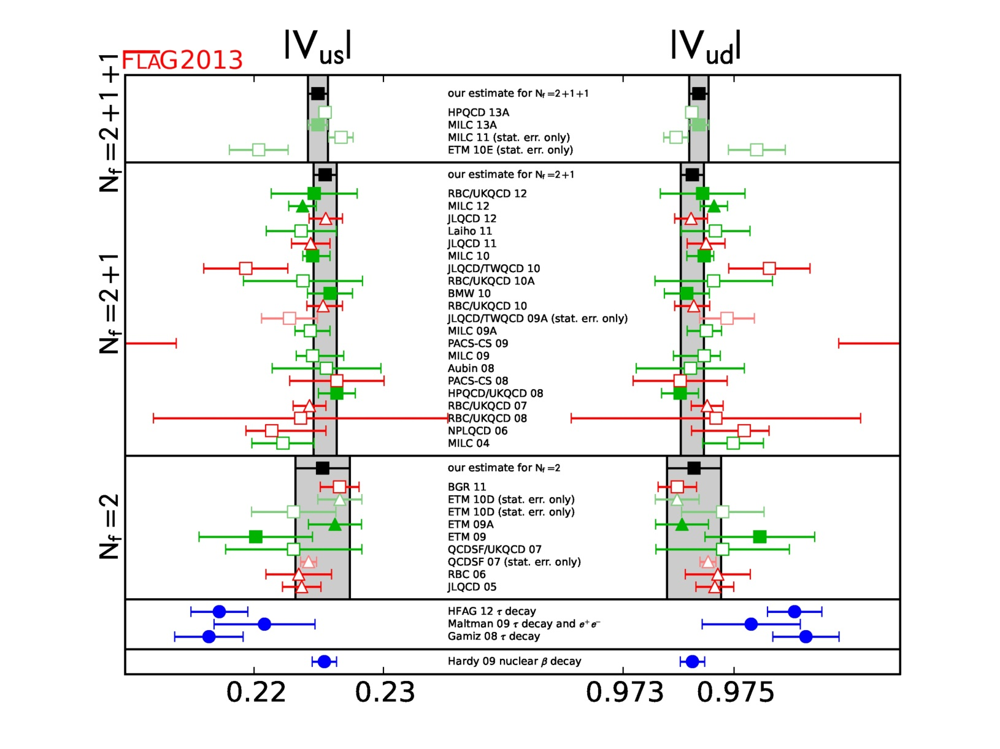 |Vus| |Vud|
FLAG2013
Nf=2+1+1
our estimate for Nf=2+1+1
HPQCD 13A
MILC 13A
MILC 11 (stat. err. only)
ETM 10E (stat. err. only)
Nf=2+1
our estimate for Nf=2+1
RBC/UKQCD 12
MILC 12
JLQCD 12
Laiho 11
JLQCD 11
MILC 10
JLQCD/TWQCD 10
RBC/UKQCD 10A
BMW 10
RBC/UKQCD 10
JLQCD/TWQCD 09A (stat. err. only)
MILC 09A
PACS-CS 09
MILC 09
Aubin 08
PACS-CS 08
HPQCD/UKQCD 08
RBC/UKQCD 07
RBC/UKQCD 08
NPLQCD 06
MILC 04
Nf=2
our estimate for Nf=2
BGR 11
ETM 10D (stat. err. only)
ETM 10D (stat. err. only)
ETM 09A
ETM 09
QCDSF/UKQCD 07
QCDSF 07 (stat. err. only)
RBC 06
JLQCD 05
HFAG 12 τ decay
Maltman 09 τ decay and e⁺e⁻
Gamiz 08 τ decay
Hardy 09 nuclear β decay
0.22 0.23 0.973 0.975